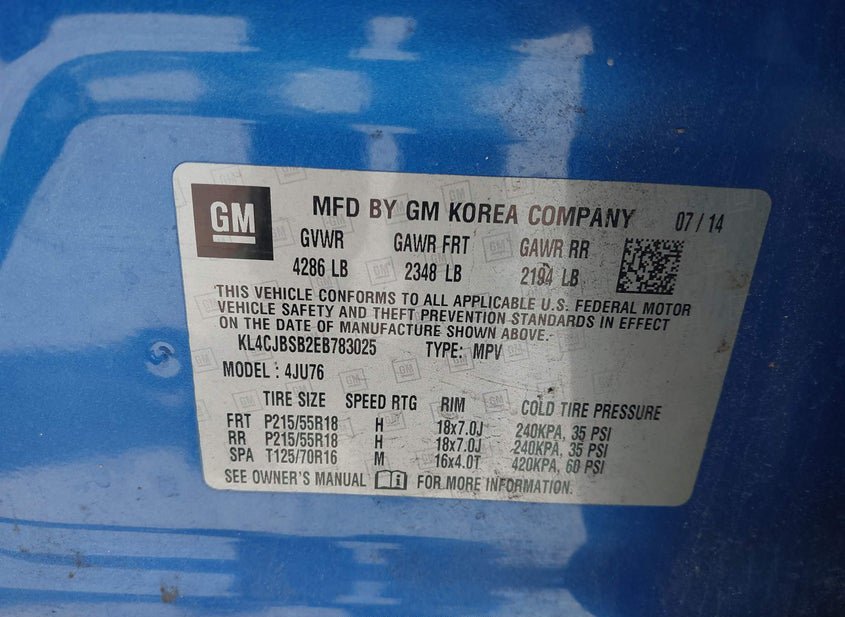 GM MFD BY GM KOREA COMPANY 07 / 14
GVWR GAWR FRT GAWR RR
4286 LB 2348 LB 2194 LB
THIS VEHICLE CONFORMS TO ALL APPLICABLE U.S. FEDERAL MOTOR
VEHICLE SAFETY AND THEFT PREVENTION STANDARDS IN EFFECT
ON THE DATE OF MANUFACTURE SHOWN ABOVE.
KL4CJBSB2EB783025 TYPE: MPV
MODEL : 4JU76
TIRE SIZE SPEED RTG RIM COLD TIRE PRESSURE
FRT P215/55R18 H 18x7.0J 240KPA, 35 PSI
RR P215/55R18 H 18x7.0J 240KPA, 35 PSI
SPA T125/70R16 M 16x4.0T 420KPA, 60 PSI
SEE OWNER'S MANUAL FOR MORE INFORMATION.